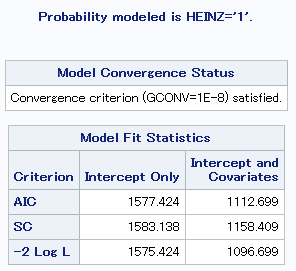 Probability modeled is HEINZ='1'.
Model Convergence Status
Convergence criterion (GCONV=1E-8) satisfied.
Model Fit Statistics
Criterion Intercept Only Intercept and Covariates
AIC 1577.424 1112.699
SC 1583.138 1158.409
-2 Log L 1575.424 1096.699